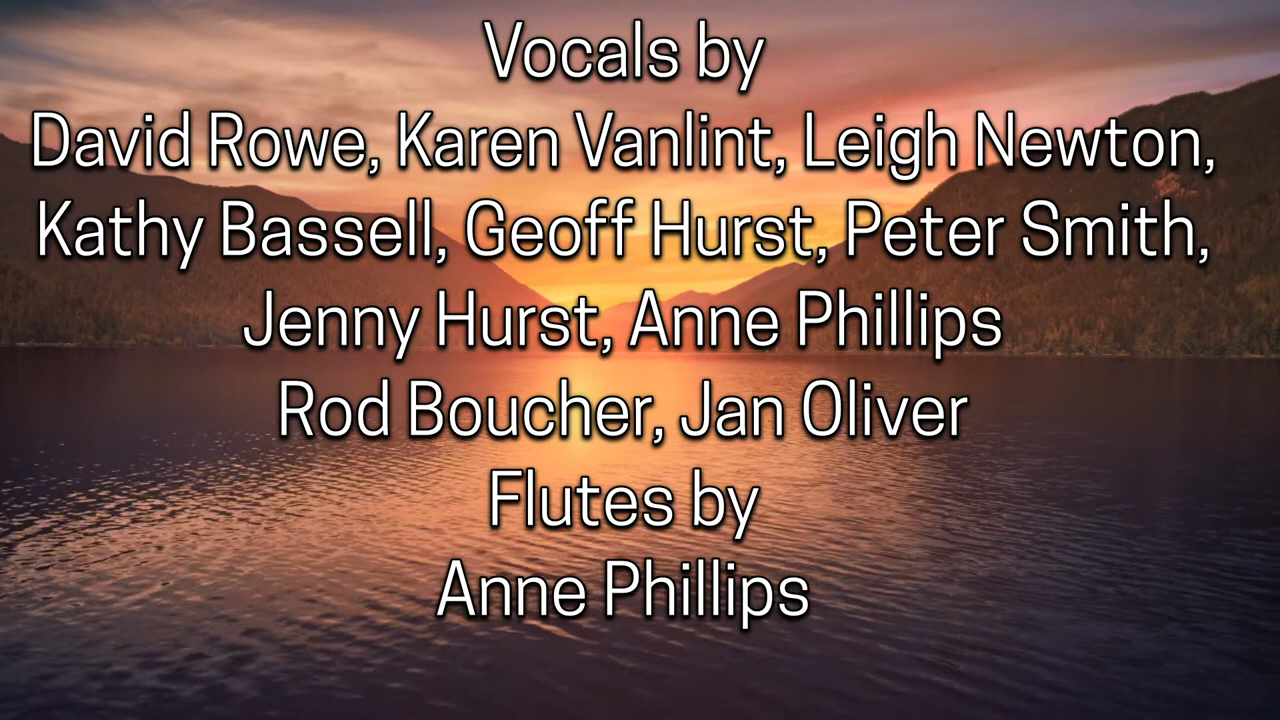 Vocals by
David Rowe, Karen Vanlint, Leigh Newton,
Kathy Bassell, Geoff Hurst, Peter Smith,
Jenny Hurst, Anne Phillips
Rod Boucher, Jan Oliver
Flutes by
Anne Phillips